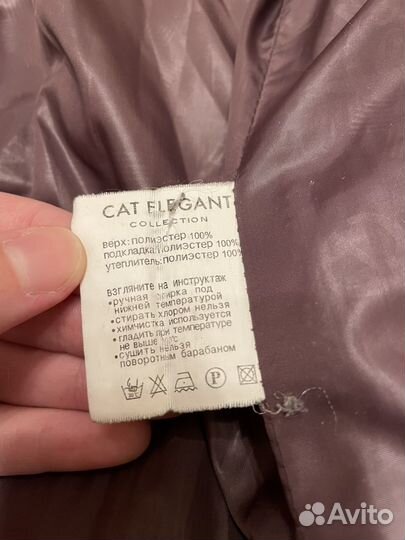 CAT ELEGANT
COLLECTION
верх: полиэстер 100%
подкладка: полиэстер 100%
утеплитель: полиэстер 100%
взгляните на инструктаж
• ручная стирка под
нижней температурой
• стирать хлором нельзя
• химчистка используется
• гладить при температуре
не выше
• сушить нельзя
поворотным барабаном
P
Avito